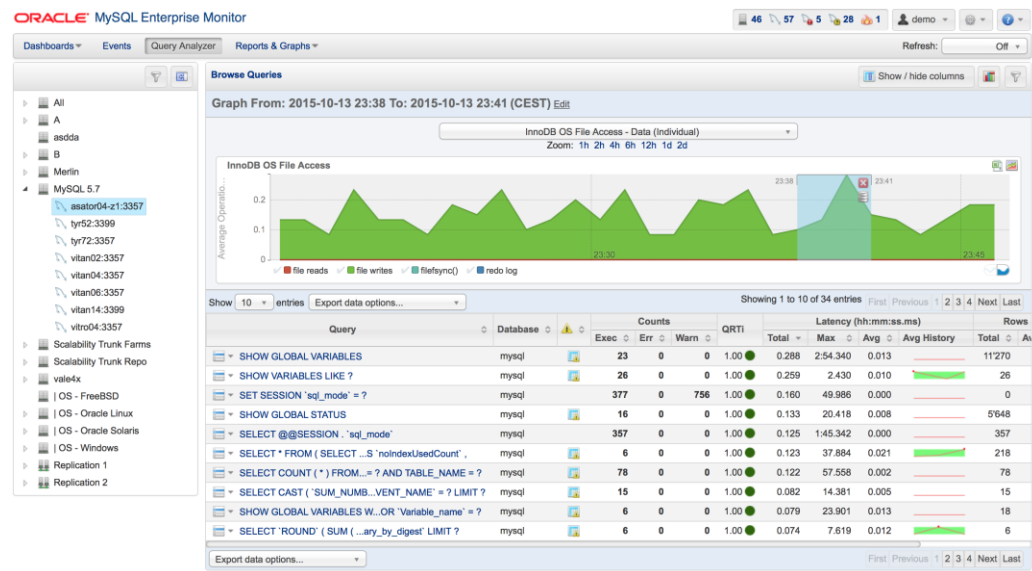 ORACLE® MySQL Enterprise Monitor
46 57 5 28 1 demo
Dashboards Events Query Analyzer Reports & Graphs Refresh: Off
All
A
asdda
B
Merlin
MySQL 5.7
asator04-z1:3357
tyr52:3399
tyr72:3357
vitan02:3357
vitan04:3357
vitan06:3357
vitan14:3399
vitro04:3357
Scalability Trunk Farms
Scalability Trunk Repo
vale4x
| OS - FreeBSD
| OS - Oracle Linux
| OS - Oracle Solaris
| OS - Windows
Replication 1
Replication 2
Browse Queries Show / hide columns
Graph From: 2015-10-13 23:38 To: 2015-10-13 23:41 (CEST) Edit
InnoDB OS File Access - Data (Individual)
Zoom: 1h 2h 4h 6h 12h 1d 2d
InnoDB OS File Access
Average Operatio...
0.2
0.1
0
23:38 23:41
23:30 23:45
file reads file writes filefsync() redo log
Show 10 entries Export data options... Showing 1 to 10 of 34 entries First Previous 1 2 3 4 Next Last
Query Database Counts QRTi Latency (hh:mm:ss.ms) Rows
Exec Err Warn Total Max Avg Avg History Total
SHOW GLOBAL VARIABLES mysql 23 0 0 1.00 0.288 2:54.340 0.013 11'270
SHOW VARIABLES LIKE ? mysql 26 0 0 1.00 0.259 2.430 0.010 26
SET SESSION `sql_mode` = ? mysql 377 0 756 1.00 0.160 49.986 0.000 0
SHOW GLOBAL STATUS mysql 16 0 0 1.00 0.133 20.418 0.008 5'648
SELECT @@SESSION . `sql_mode` mysql 357 0 0 1.00 0.125 1:45.342 0.000 357
SELECT * FROM ( SELECT ...S `noIndexUsedCount` , mysql 6 0 0 1.00 0.123 37.884 0.021 218
SELECT COUNT ( * ) FROM...= ? AND TABLE_NAME = ? mysql 78 0 0 1.00 0.122 57.558 0.002 78
SELECT CAST ( `SUM_NUMB...VENT_NAME` = ? LIMIT ? mysql 15 0 0 1.00 0.082 14.381 0.005 15
SHOW GLOBAL VARIABLES W...OR `Variable_name` = ? mysql 6 0 0 1.00 0.079 23.901 0.013 18
SELECT `ROUND` ( SUM ( ...ary_by_digest` LIMIT ? mysql 6 0 0 1.00 0.074 7.619 0.012 6
Export data options... First Previous 1 2 3 4 Next Last